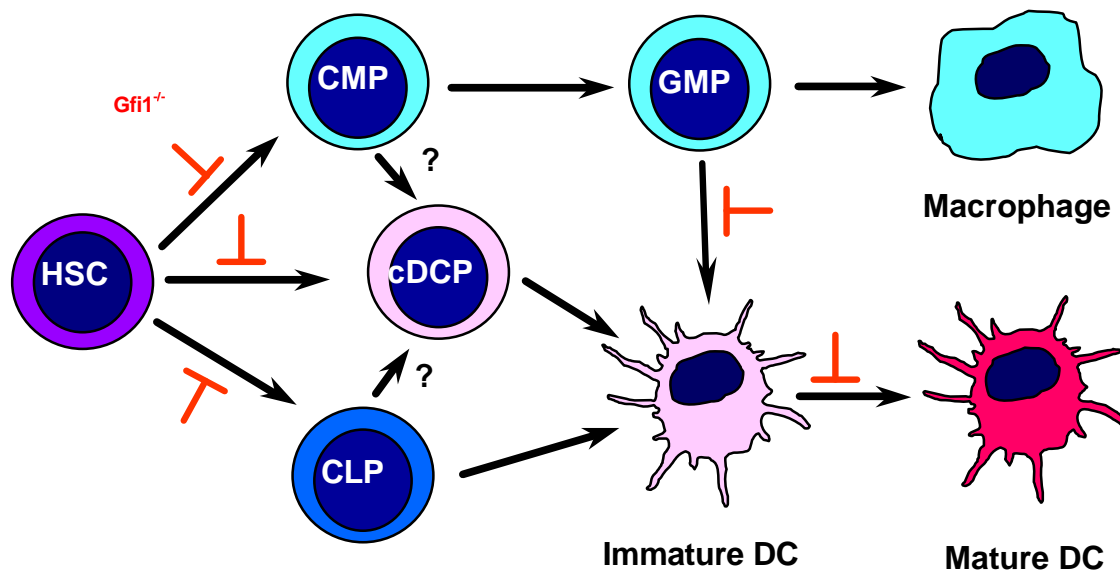 CMP
GMP
Gfi1⁻/⁻
?
Macrophage
HSC
cDCP
?
CLP
Immature DC
Mature DC